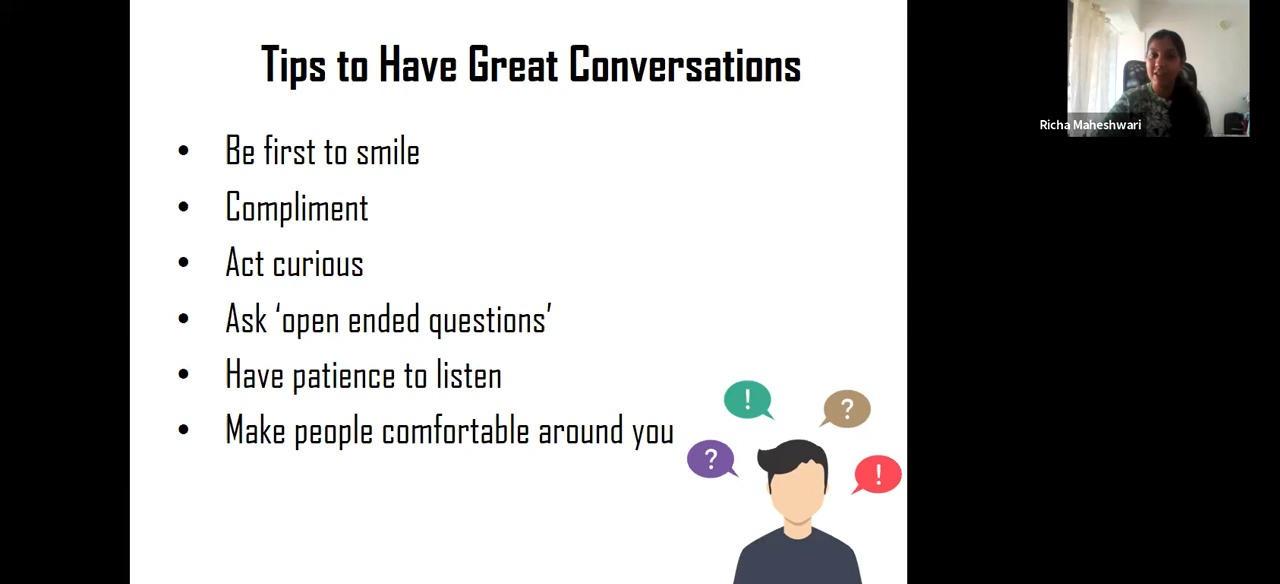 Tips to Have Great Conversations
• Be first to smile
• Compliment
• Act curious
• Ask ‘open ended questions’
• Have patience to listen
• Make people comfortable around you
!
?
?
!
Richa Maheshwari